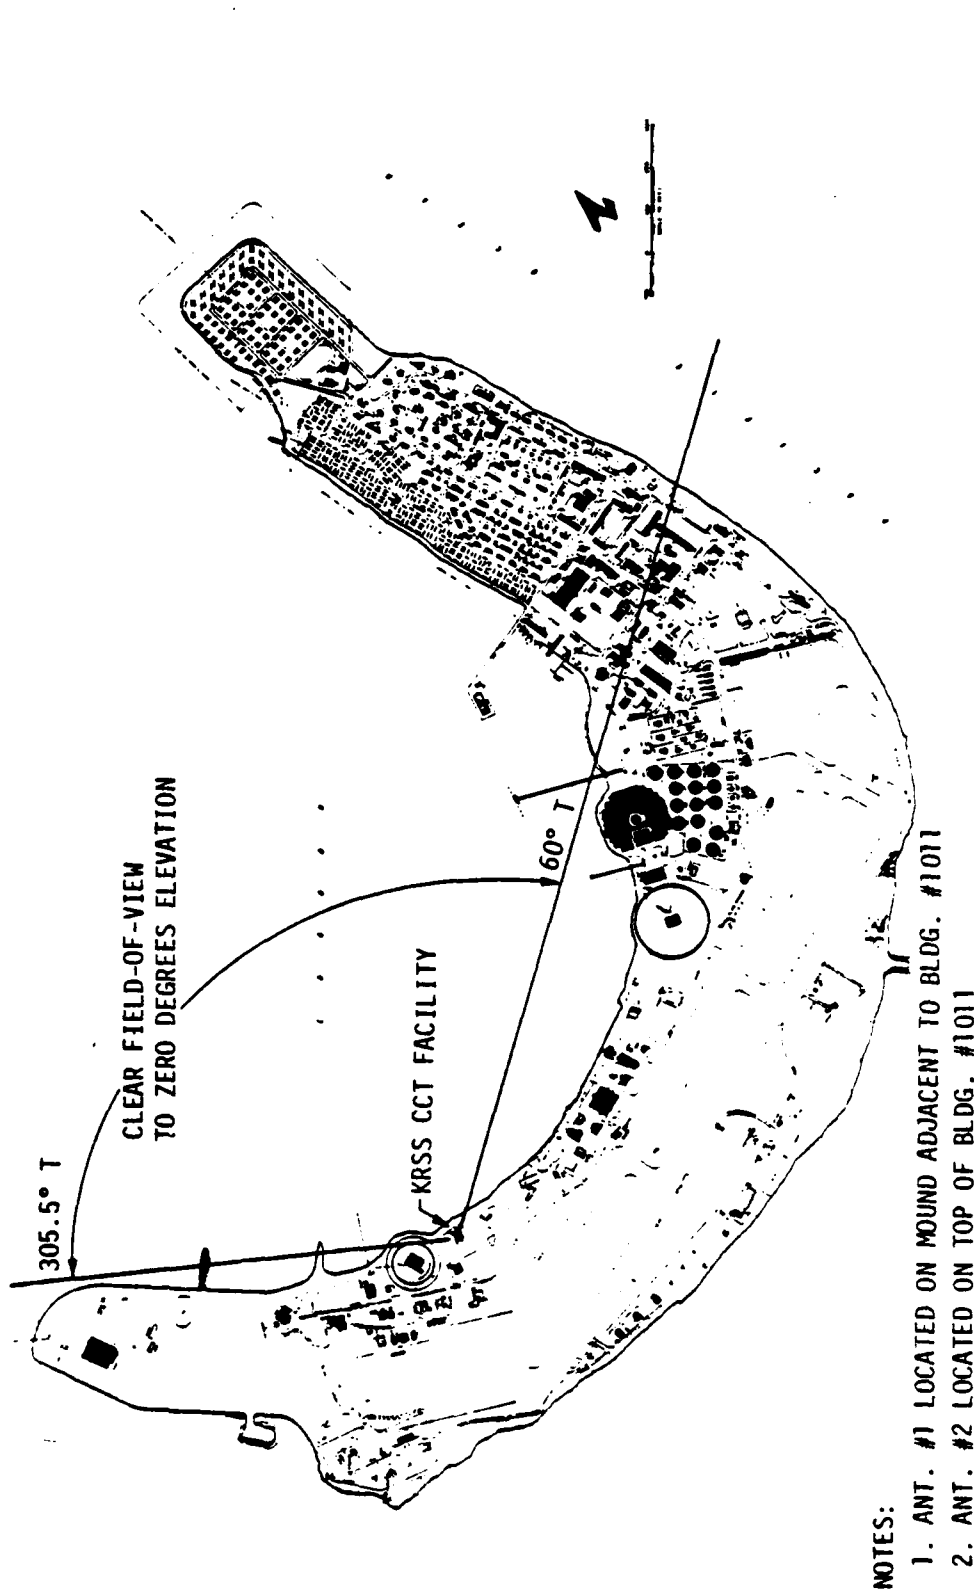 305.5° T
CLEAR FIELD-OF-VIEW
TO ZERO DEGREES ELEVATION
KRSS CCT FACILITY
60° T
N
NOTES:
1. ANT. #1 LOCATED ON MOUND ADJACENT TO BLDG. #1011
2. ANT. #2 LOCATED ON TOP OF BLDG. #1011